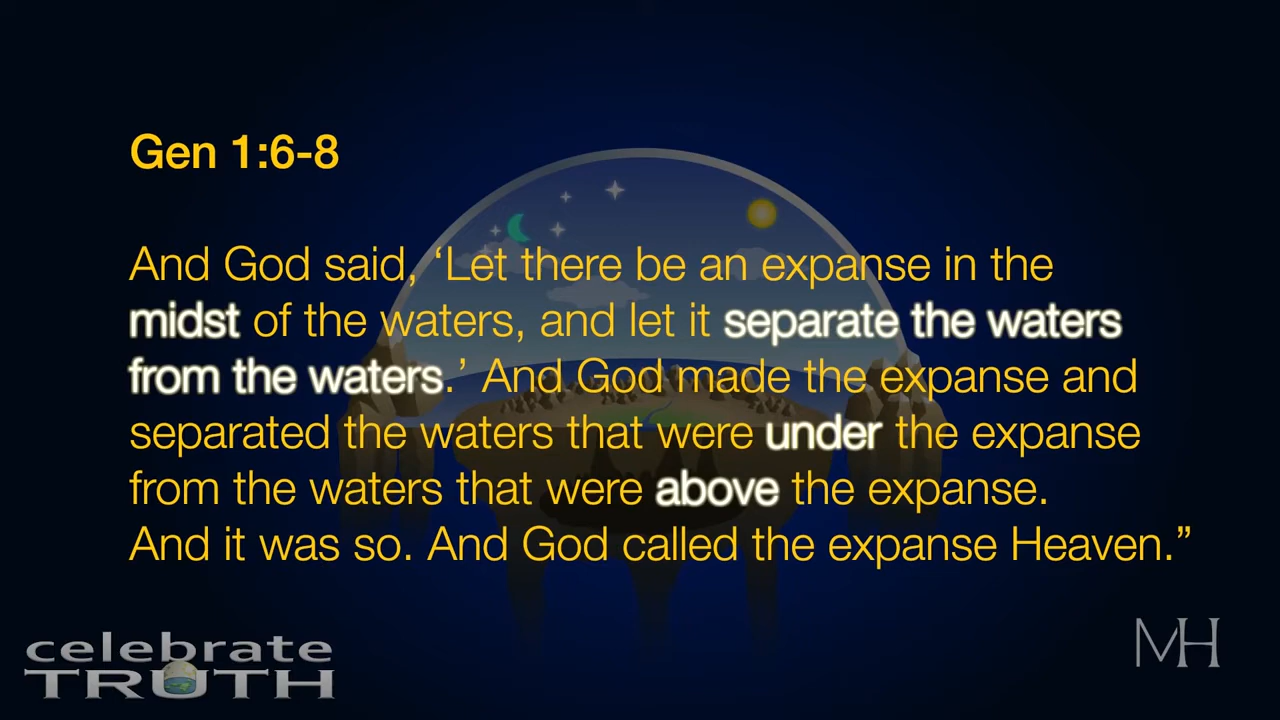 Gen 1:6-8
And God said, ‘Let there be an expanse in the
midst of the waters, and let it separate the waters
from the waters.’ And God made the expanse and
separated the waters that were under the expanse
from the waters that were above the expanse.
And it was so. And God called the expanse Heaven.”
celebrate
TRUTH
MH